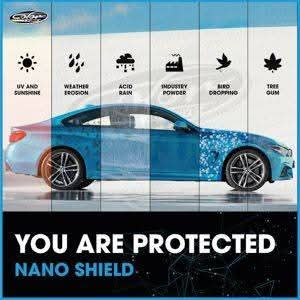 UV AND
SUNSHINE
WEATHER
EROSION
ACID
RAIN
INDUSTRY
POWDER
BIRD
DROPPING
TREE
GUM
YOU ARE PROTECTED
NANO SHIELD